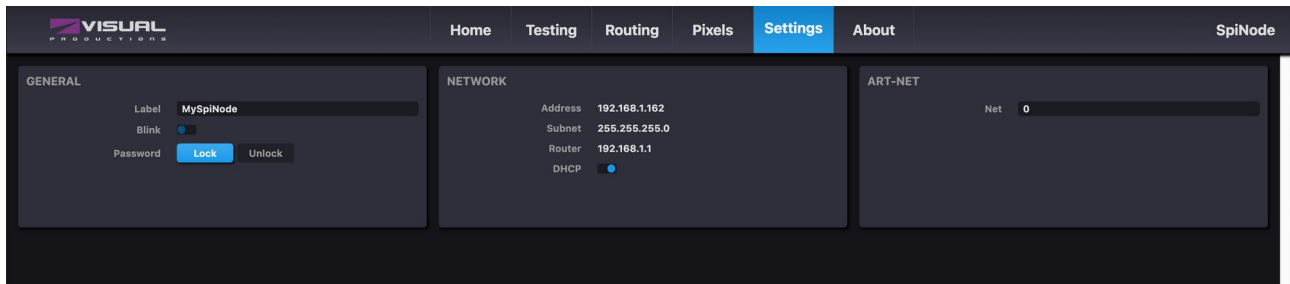 VISUAL
PRODUCTIONS
Home Testing Routing Pixels Settings About SpiNode
GENERAL
Label MySpiNode
Blink
Password Lock Unlock
NETWORK
Address 192.168.1.162
Subnet 255.255.255.0
Router 192.168.1.1
DHCP
ART-NET
Net 0